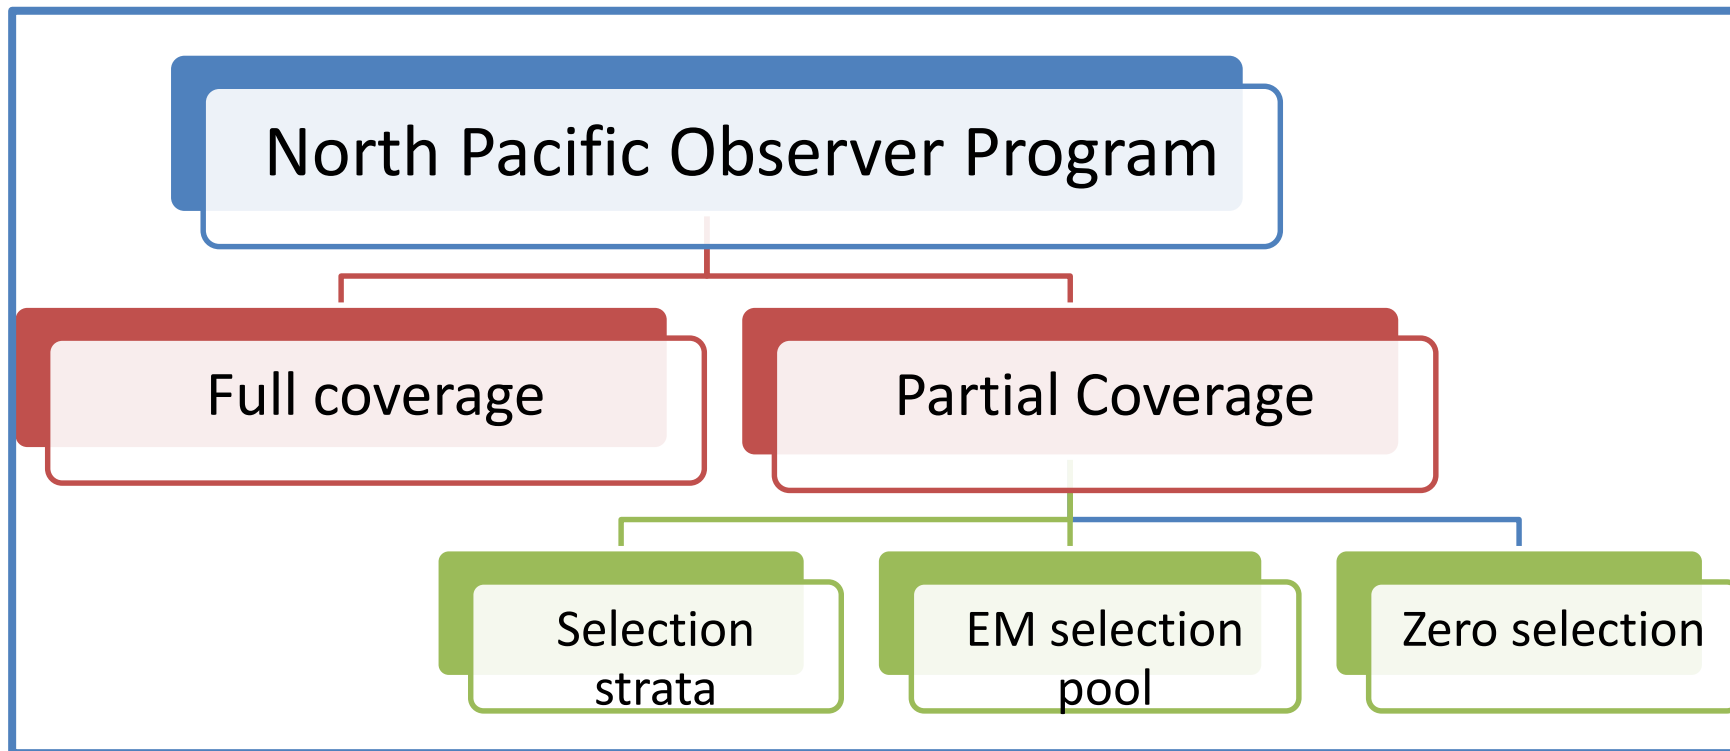 North Pacific Observer Program
Full coverage
Partial Coverage
Selection
strata
EM selection
pool
Zero selection